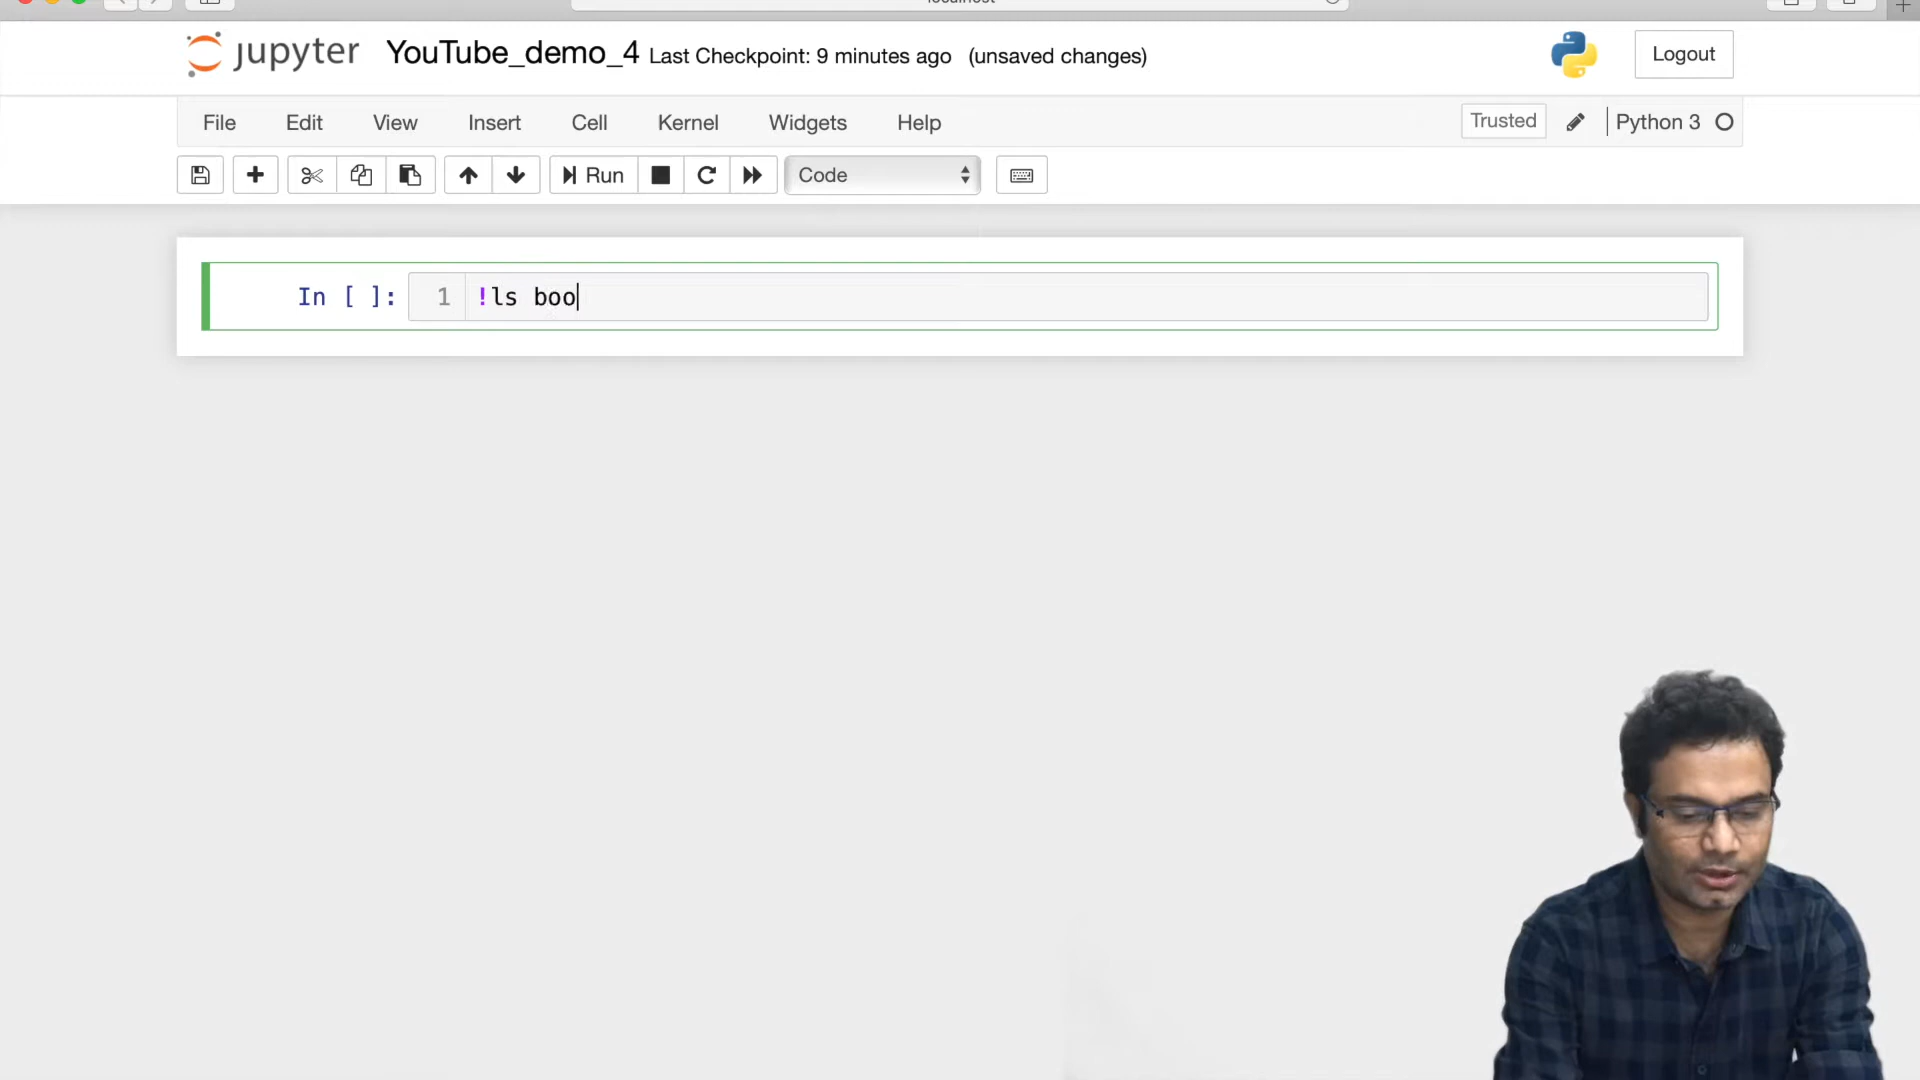 jupyter YouTube_demo_4 Last Checkpoint: 9 minutes ago (unsaved changes) Logout
File Edit View Insert Cell Kernel Widgets Help Trusted Python 3
Run Code
In [ ]: 1 !ls boo